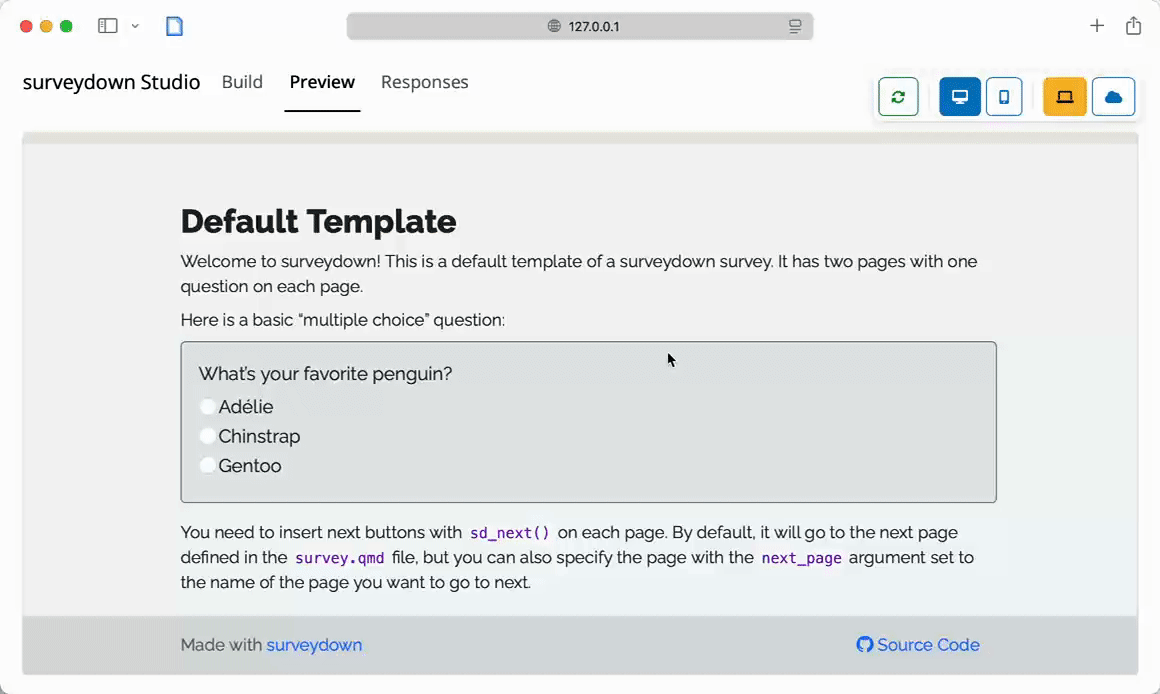 127.0.0.1
surveydown Studio Build Preview Responses
Default Template
Welcome to surveydown! This is a default template of a surveydown survey. It has two pages with one
question on each page.
Here is a basic “multiple choice” question:
What’s your favorite penguin?
Adélie
Chinstrap
Gentoo
You need to insert next buttons with sd_next() on each page. By default, it will go to the next page
defined in the survey.qmd file, but you can also specify the page with the next_page argument set to
the name of the page you want to go to next.
Made with surveydown Source Code